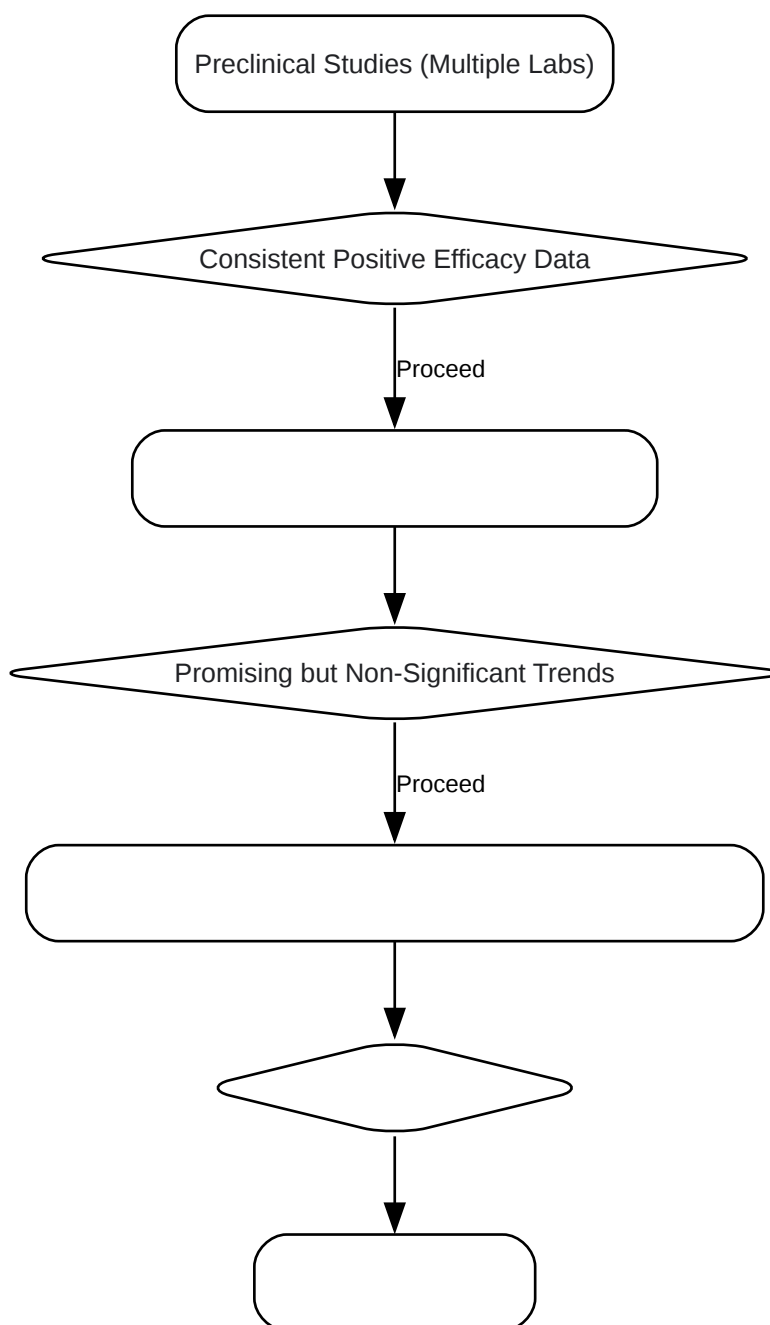 Preclinical Studies (Multiple Labs)
Consistent Positive Efficacy Data
Proceed
Promising but Non-Significant Trends
Proceed